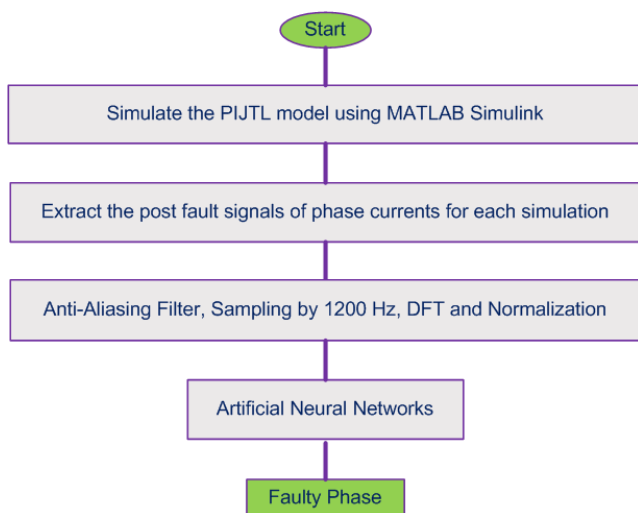 Start
Simulate the PIJTL model using MATLAB Simulink
Extract the post fault signals of phase currents for each simulation
Anti-Aliasing Filter, Sampling by 1200 Hz, DFT and Normalization
Artificial Neural Networks
Faulty Phase